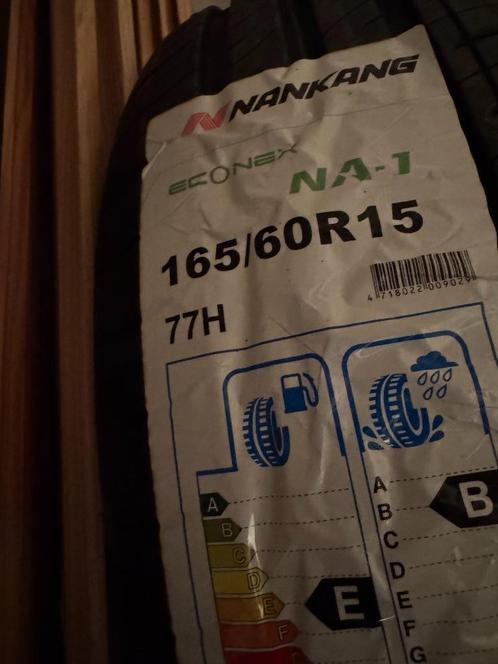 NANKANG
ECONEX NA-1
165/60R15
4 718022 009029
77H
A
B
C
D
E
F
E
A
B
C
D
E
F
G
B